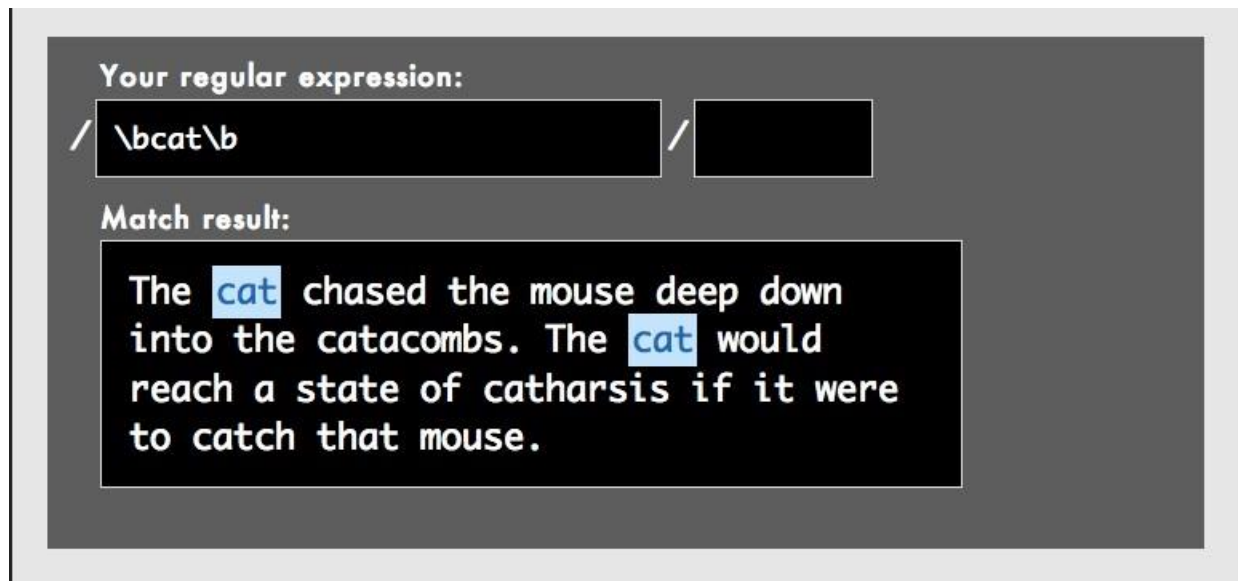 Your regular expression:
/ \bcat\b /
Match result:
The cat chased the mouse deep down
into the catacombs. The cat would
reach a state of catharsis if it were
to catch that mouse.